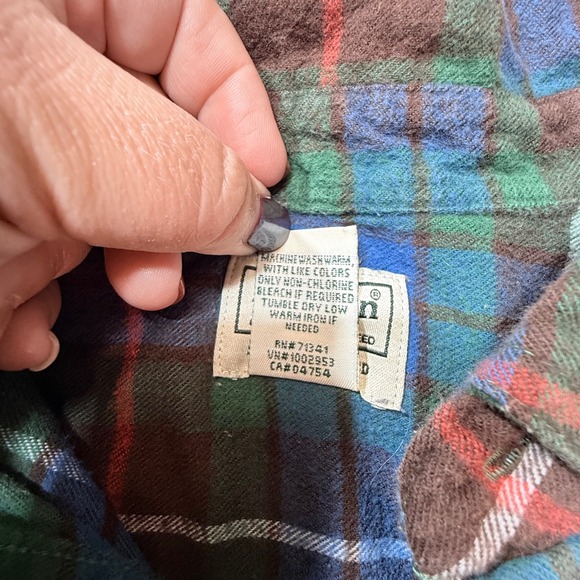 MACHINE WASH WARM
WITH LIKE COLORS
ONLY NON-CHLORINE
BLEACH IF REQUIRED
TUMBLE DRY LOW
WARM IRON IF
NEEDED
RN#71341
VN#1002953
CA#04754
n®
EED
D